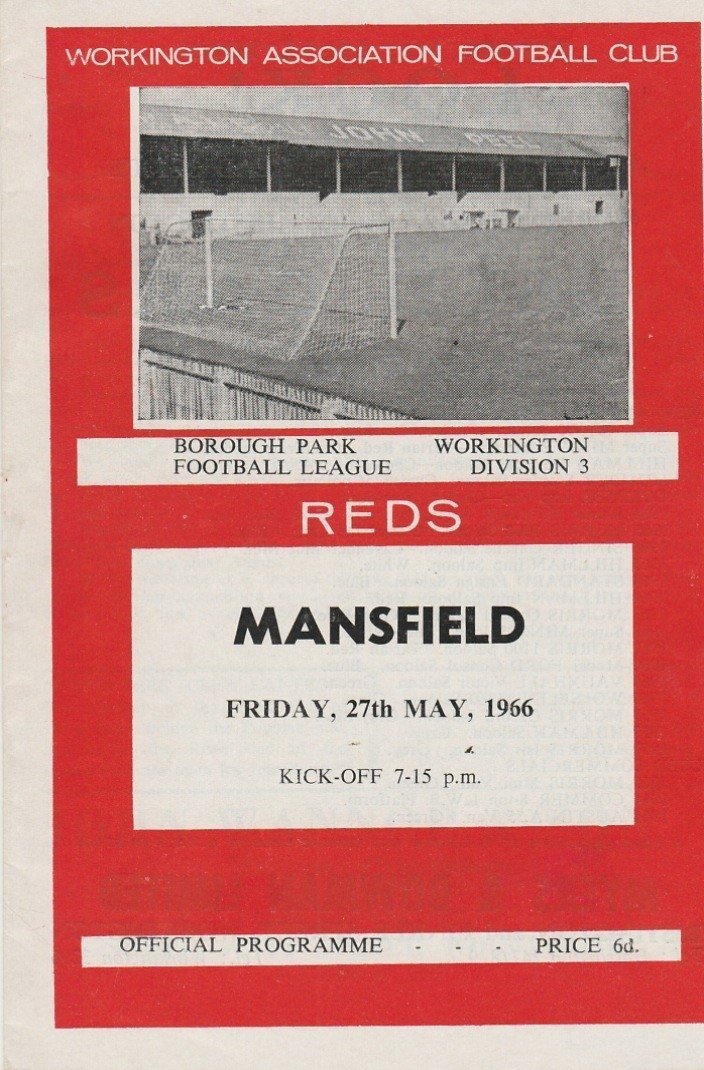 WORKINGTON ASSOCIATION FOOTBALL CLUB
JOHN PEEL
BOROUGH PARK WORKINGTON
FOOTBALL LEAGUE DIVISION 3
REDS
MANSFIELD
FRIDAY, 27th MAY, 1966
KICK-OFF 7-15 p.m.
OFFICIAL PROGRAMME - - - PRICE 6d.